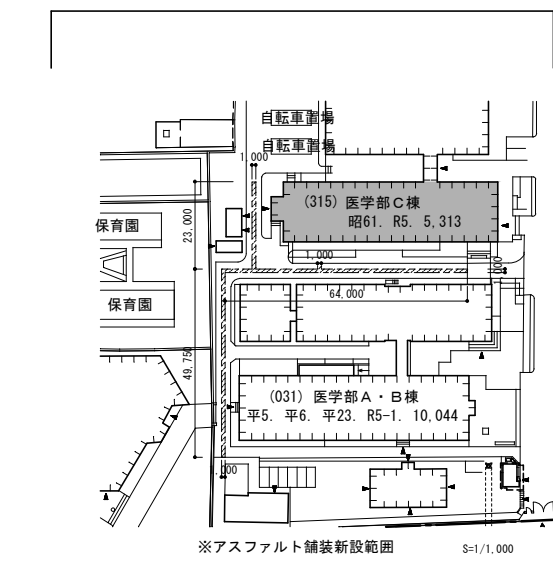 自転車置場
自転車置場
1,000
(315) 医学部C棟
昭61. R5. 5,313
保育園
23,000
1,000
64,000
保育園
49,750
(031) 医学部A・B棟
平5. 平6. 平23. R5-1. 10,044
※アスファルト舗装新設範囲
S=1/1,000